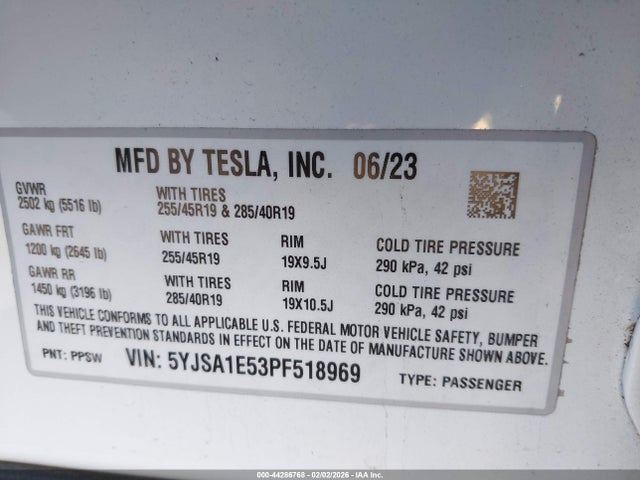 MFD BY TESLA, INC. 06/23
GVWR
2502 kg (5516 lb)
WITH TIRES
255/45R19 & 285/40R19
GAWR FRT
1200 kg (2645 lb)
WITH TIRES
255/45R19
RIM
19X9.5J
COLD TIRE PRESSURE
290 kPa, 42 psi
GAWR RR
1450 kg (3196 lb)
WITH TIRES
285/40R19
RIM
19X10.5J
COLD TIRE PRESSURE
290 kPa, 42 psi
THIS VEHICLE CONFORMS TO ALL APPLICABLE U.S. FEDERAL MOTOR VEHICLE SAFETY, BUMPER
AND THEFT PREVENTION STANDARDS IN EFFECT ON THE DATE OF MANUFACTURE SHOWN ABOVE.
PNT: PPSW VIN: 5YJSA1E53PF518969 TYPE: PASSENGER
000-44286768 - 02/02/2026 - IAA Inc.